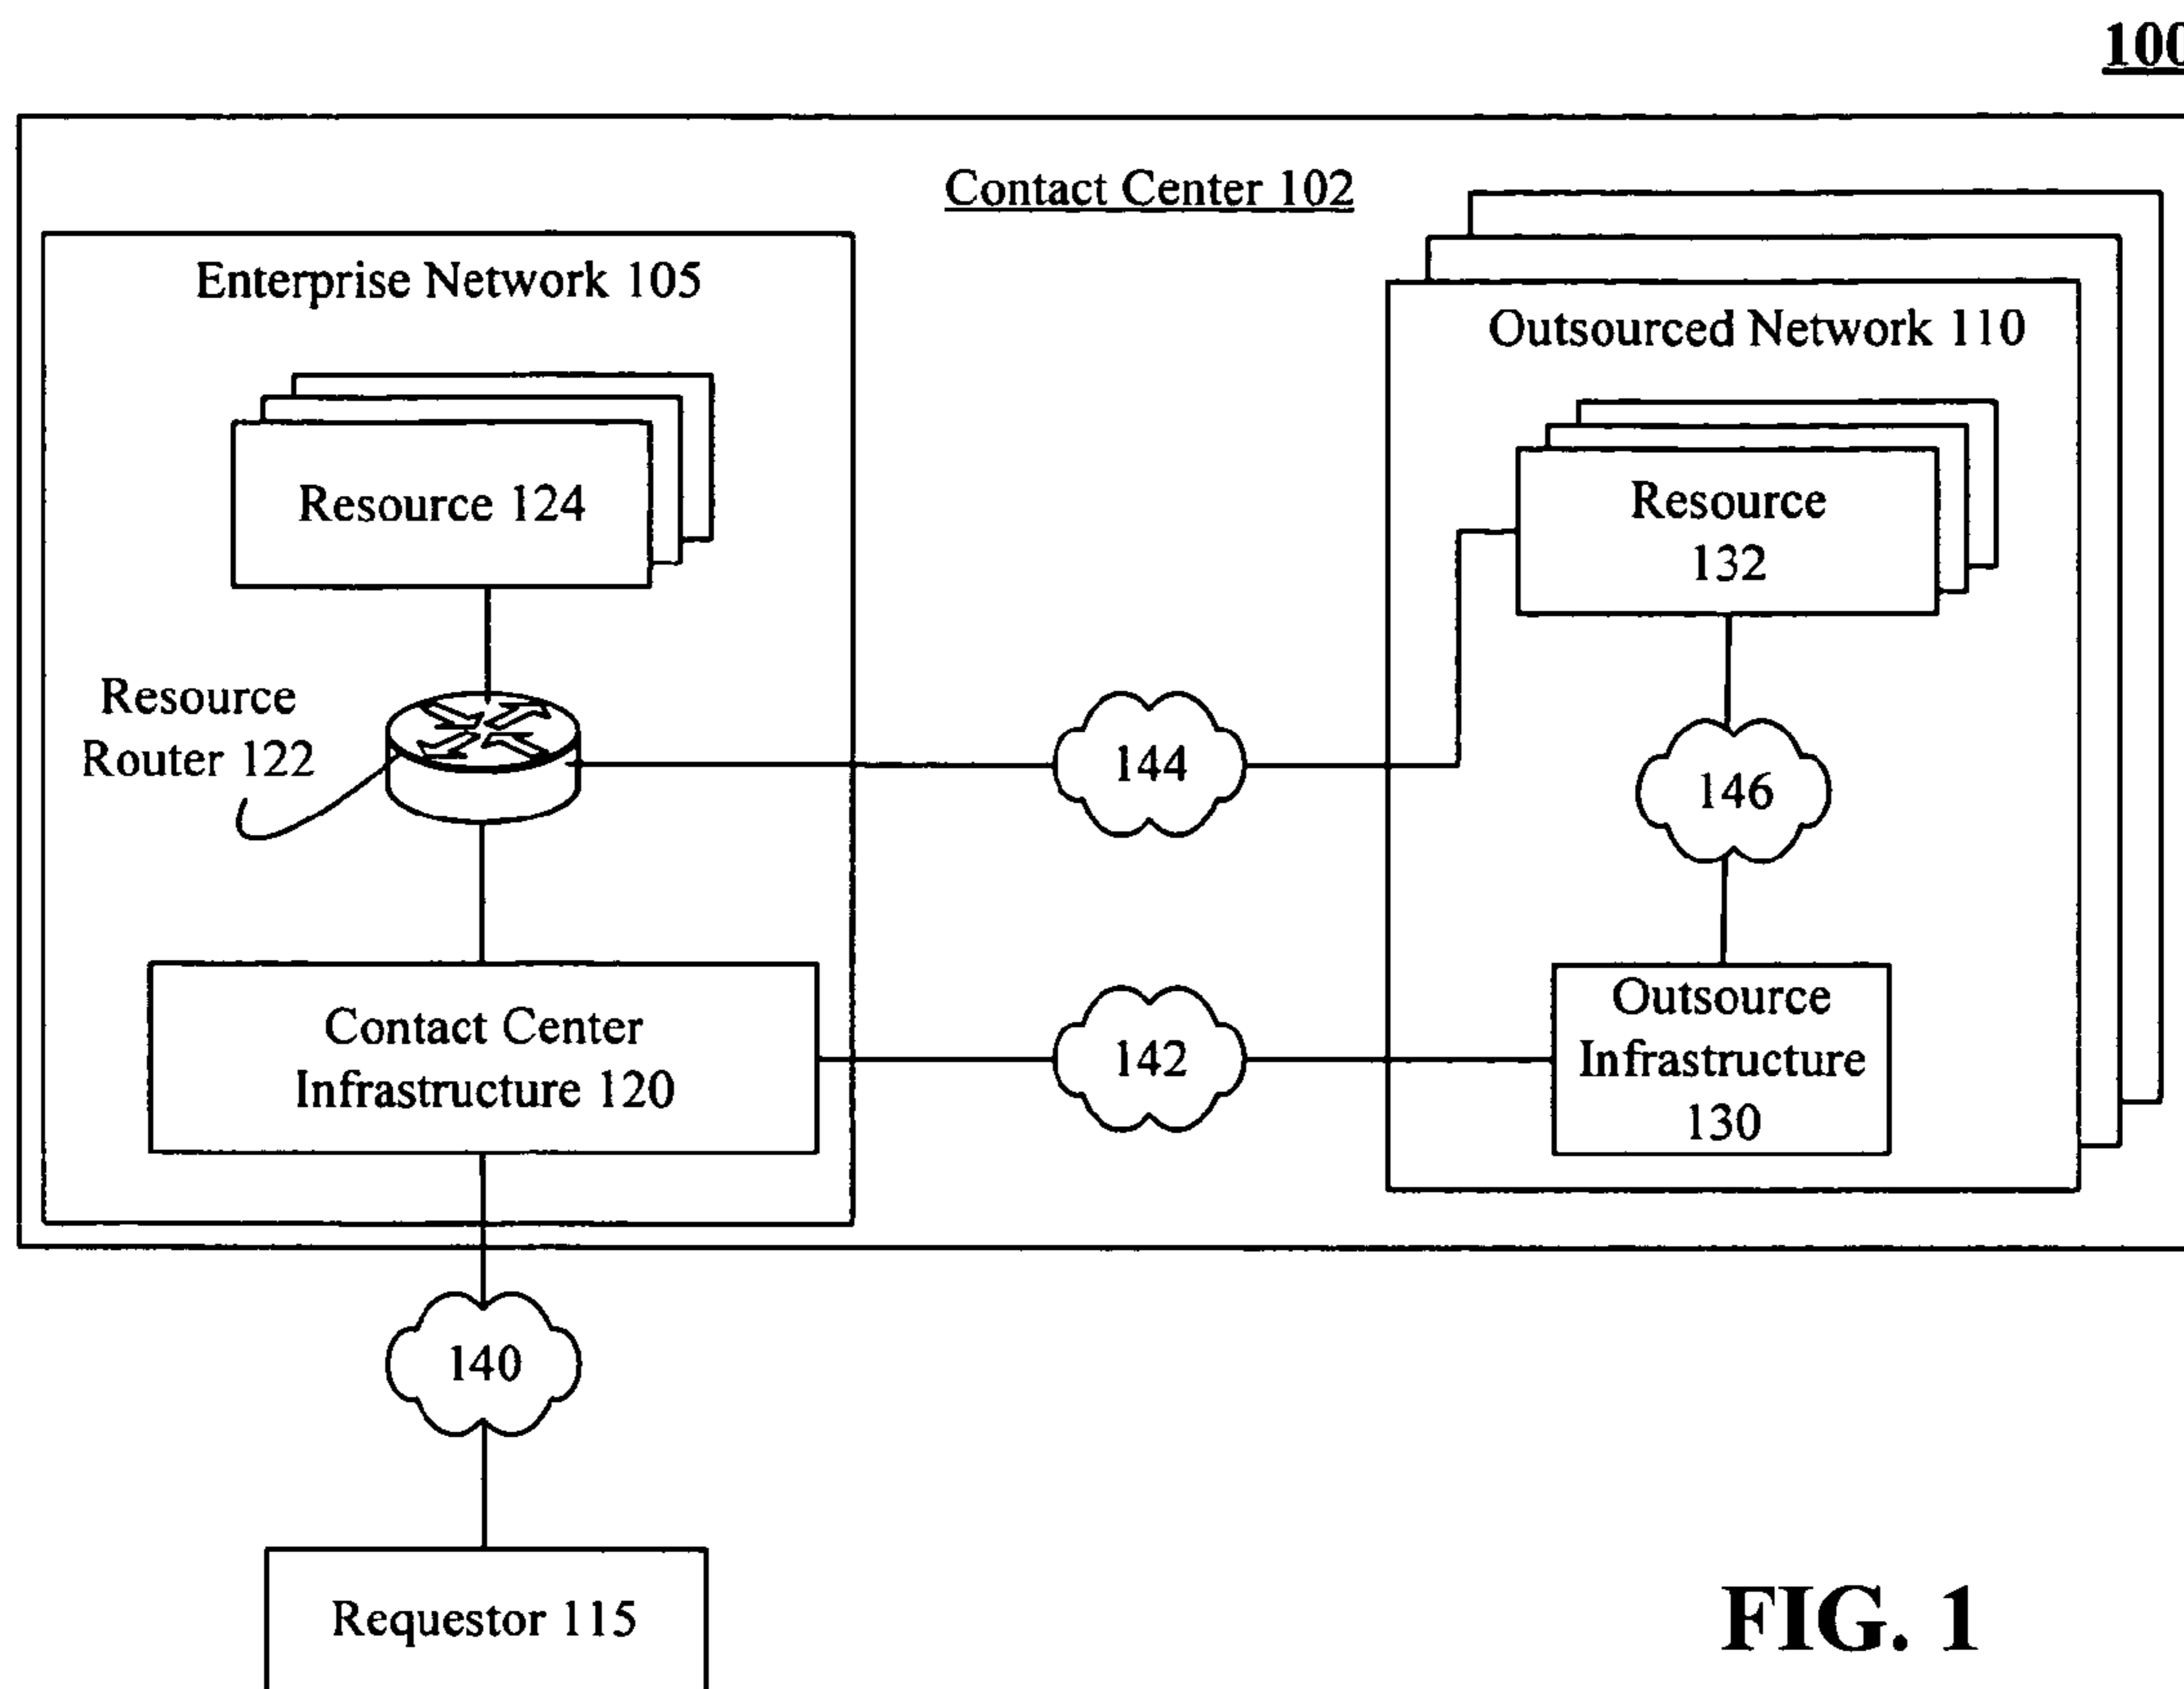 100
Contact Center 102
Enterprise Network 105
Outsourced Network 110
Resource 124
Resource
132
Resource
Router 122
144
146
Contact Center
Infrastructure 120
142
Outsource
Infrastructure
130
140
Requestor 115
FIG. 1